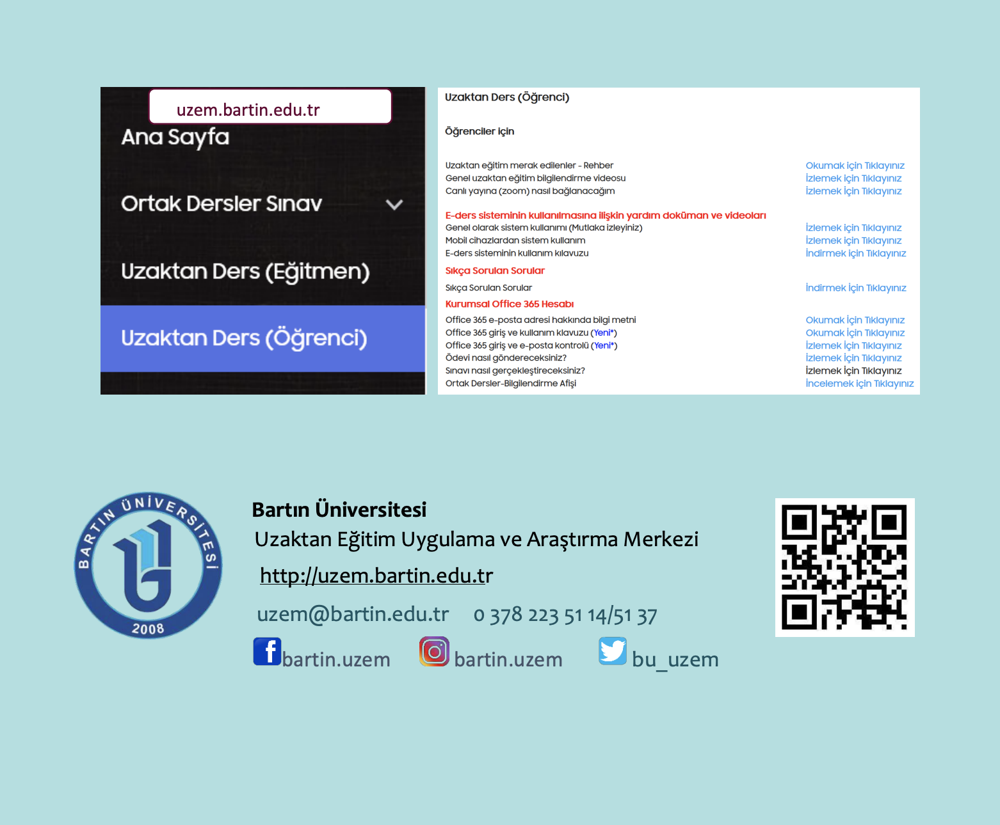 uzem.bartin.edu.tr
Ana Sayfa
Ortak Dersler Sınav
Uzaktan Ders (Eğitmen)
Uzaktan Ders (Öğrenci)
Uzaktan Ders (Öğrenci)
Öğrenciler için
Uzaktan eğitim merak edilenler - Rehber Okumak için Tıklayınız
Genel uzaktan eğitim bilgilendirme videosu İzlemek için Tıklayınız
Canlı yayına (zoom) nasıl bağlanacağım İzlemek İçin Tıklayınız
E-ders sisteminin kullanılmasına ilişkin yardım doküman ve videoları
Genel olarak sistem kullanımı (Mutlaka izleyiniz) İzlemek için Tıklayınız
Mobil cihazlardan sistem kullanım İzlemek İçin Tıklayınız
E-ders sisteminin kullanım kılavuzu İndirmek için Tıklayınız
Sıkça Sorulan Sorular
Sıkça Sorulan Sorular İndirmek İçin Tıklayınız
Kurumsal Office 365 Hesabı
Office 365 e-posta adresi hakkında bilgi metni Okumak İçin Tıklayınız
Office 365 giriş ve kullanım klavuzu (Yeni*) Okumak İçin Tıklayınız
Office 365 giriş ve e-posta kontrolü (Yeni*) İzlemek İçin Tıklayınız
Ödevi nasıl göndereceksiniz? İzlemek İçin Tıklayınız
Sınavı nasıl gerçekleştireceksiniz? İzlemek İçin Tıklayınız
Ortak Dersler-Bilgilendirme Afişi İncelemek için Tıklayınız
BARTIN ÜNİVERSİTESİ
2008
Bartın Üniversitesi
Uzaktan Eğitim Uygulama ve Araştırma Merkezi
http://uzem.bartin.edu.tr
uzem@bartin.edu.tr 0 378 223 51 14/51 37
bartin.uzem bartin.uzem bu_uzem